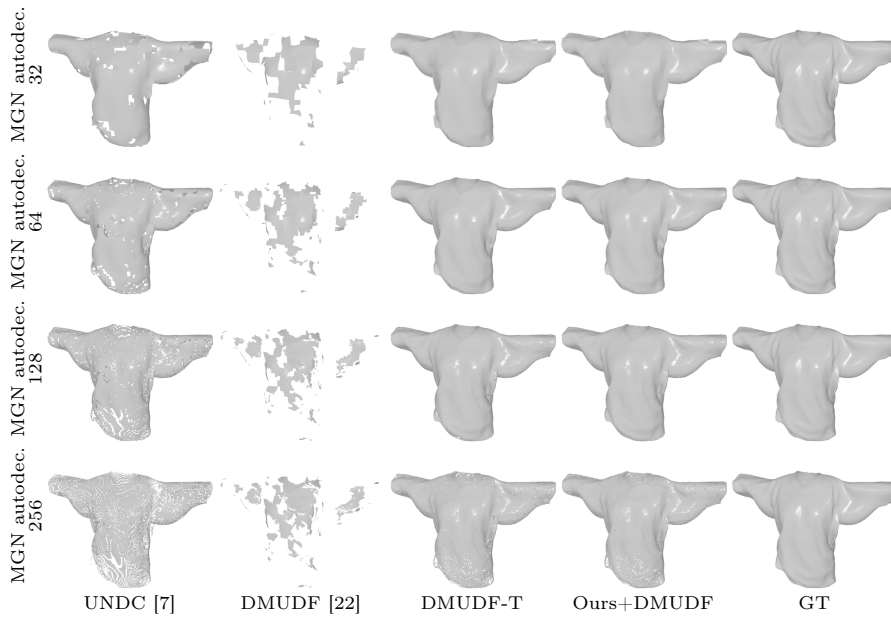 MGN autodec.
32
MGN autodec.
64
MGN autodec.
128
MGN autodec.
256
UNDC [7] DMUDF [22] DMUDF-T Ours+DMUDF GT